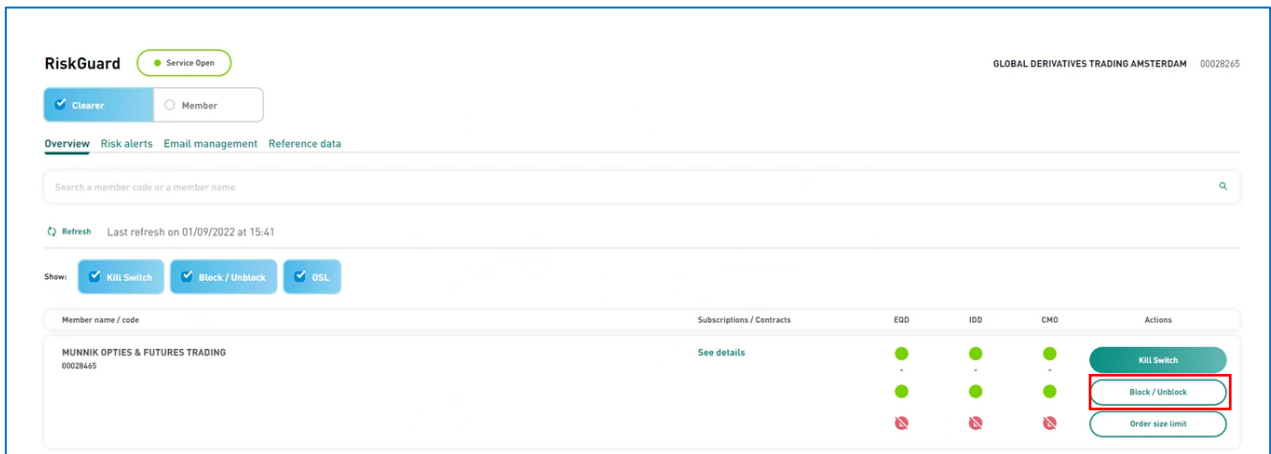 RiskGuard Service Open GLOBAL DERIVATIVES TRADING AMSTERDAM 00028265
Clearer Member
Overview Risk alerts Email management Reference data
Search a member code or a member name
Refresh Last refresh on 01/09/2022 at 15:41
Show: Kill Switch Block / Unblock OSL
Member name / code Subscriptions / Contracts EQD IDD CMO Actions
MUNNIK OPTIES & FUTURES TRADING See details Kill Switch
00028465
- - -
Block / Unblock
Order size limit